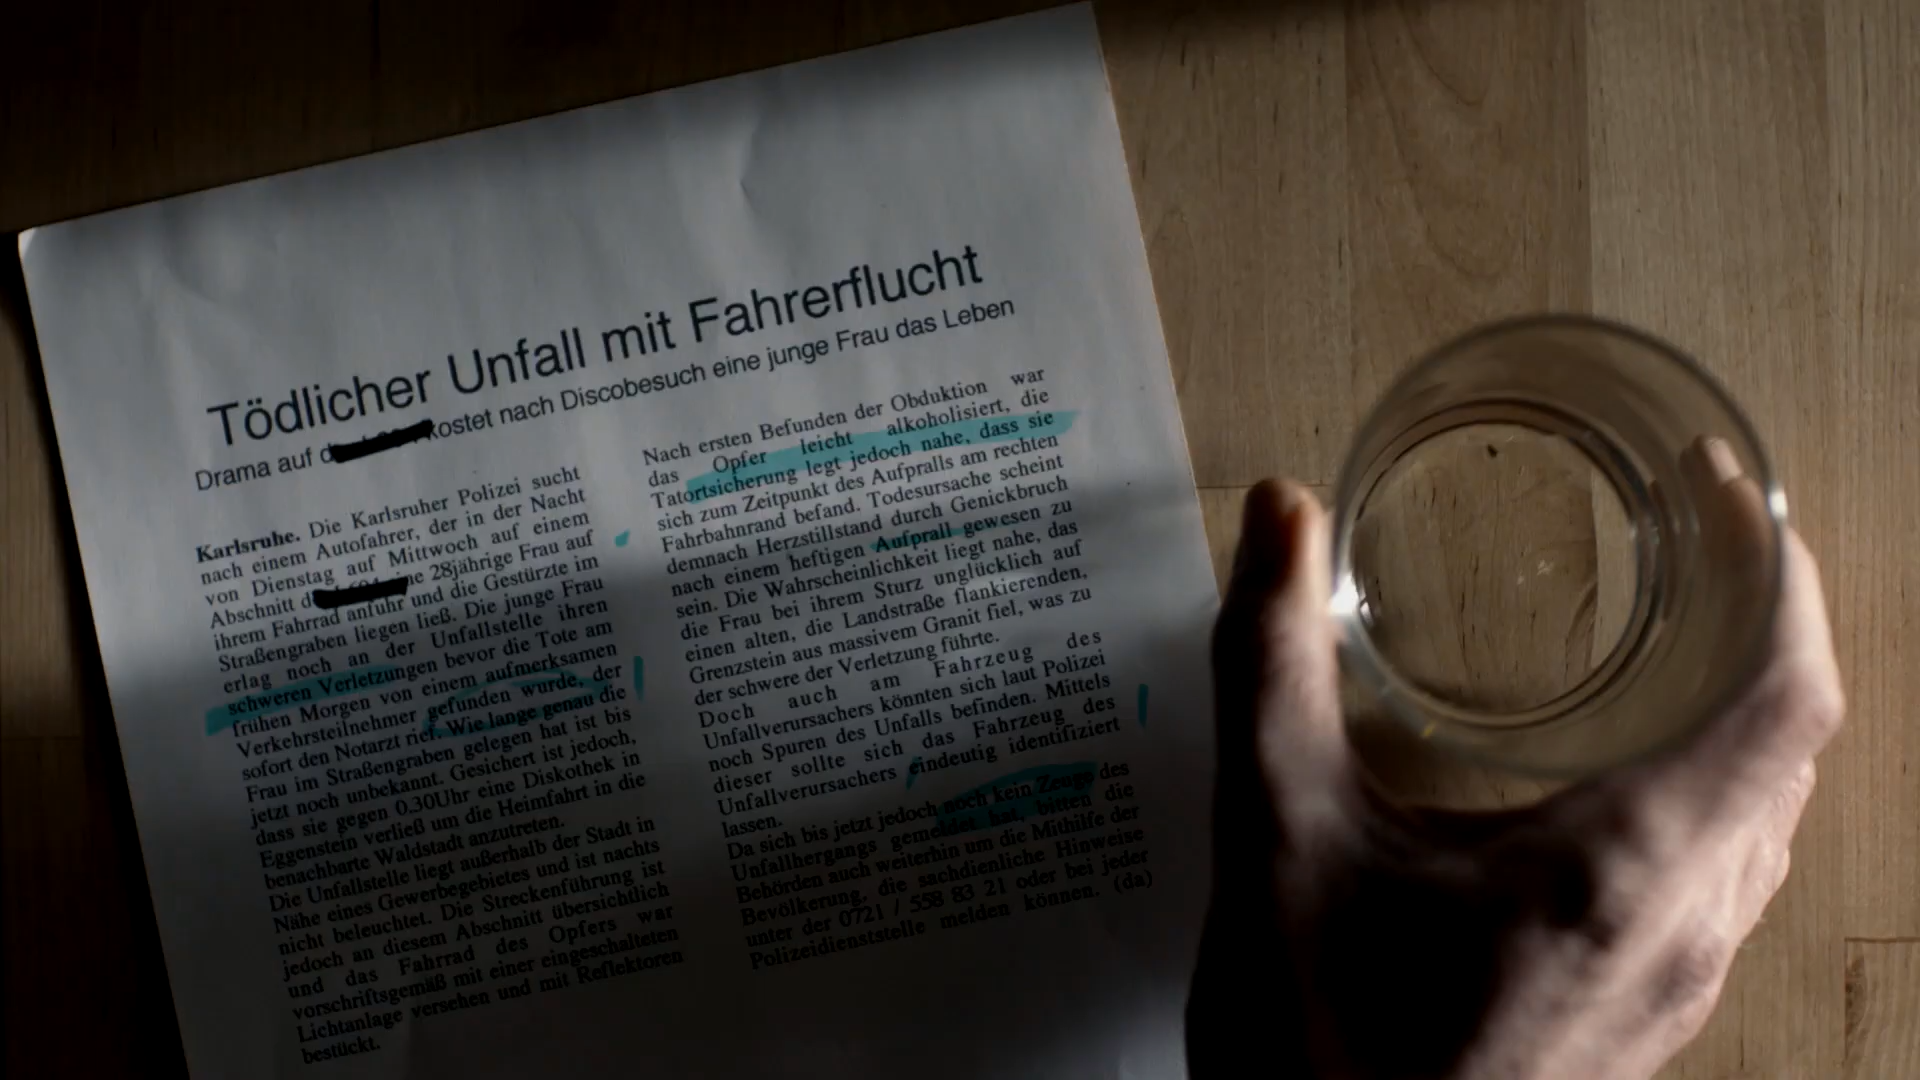 Tödlicher Unfall mit Fahrerflucht
Drama auf kostet nach Discobesuch eine junge Frau das Leben
Karlsruhe. Die Karlsruher Polizei sucht
nach einem Autofahrer, der in der Nacht
von Dienstag auf Mittwoch auf einem
Abschnitt 28jährige Frau auf
ihrem Fahrrad anfuhr und die Gestürzte im
Straßengraben liegen ließ. Die junge Frau
erlag noch an der Unfallstelle ihren
schweren Verletzungen bevor die Tote am
frühen Morgen von einem aufmerksamen
Verkehrsteilnehmer gefunden wurde, der
sofort den Notarzt rief. Wie lange genau die
Frau im Straßengraben gelegen hat ist bis
jetzt noch unbekannt. Gesichert ist jedoch,
dass sie gegen 0.30Uhr eine Diskothek in
Eggenstein verließ um die Heimfahrt in die
benachbarte Waldstadt anzutreten.
Die Unfallstelle liegt außerhalb der Stadt in
Nähe eines Gewerbegebietes und ist nachts
nicht beleuchtet. Die Streckenführung ist
jedoch an diesem Abschnitt übersichtlich
und das Fahrrad des Opfers war
vorschriftsgemäß mit einer eingeschalteten
Lichtanlage versehen und mit Reflektoren
bestückt.
Nach ersten Befunden der Obduktion war
das Opfer leicht alkoholisiert, die
Tatortsicherung legt jedoch nahe, dass sie
sich zum Zeitpunkt des Aufpralls am rechten
Fahrbahnrand befand. Todesursache scheint
demnach Herzstillstand durch Genickbruch
nach einem heftigen Aufprall gewesen zu
sein. Die Wahrscheinlichkeit liegt nahe, das
die Frau bei ihrem Sturz unglücklich auf
einen alten, die Landstraße flankierenden,
Grenzstein aus massivem Granit fiel, was zu
der schwere der Verletzung führte.
Doch auch am Fahrzeug des
Unfallverursachers könnten sich laut Polizei
noch Spuren des Unfalls befinden. Mittels
dieser sollte sich das Fahrzeug des
Unfallverursachers eindeutig identifiziert
lassen.
Da sich bis jetzt jedoch noch kein Zeuge des
Unfallhergangs gemeldet hat, bitten die
Behörden auch weiterhin um die Mithilfe der
Bevölkerung, die sachdienliche Hinweise
unter der 0721 / 558 83 21 oder bei jeder
Polizeidienststelle melden können. (da)